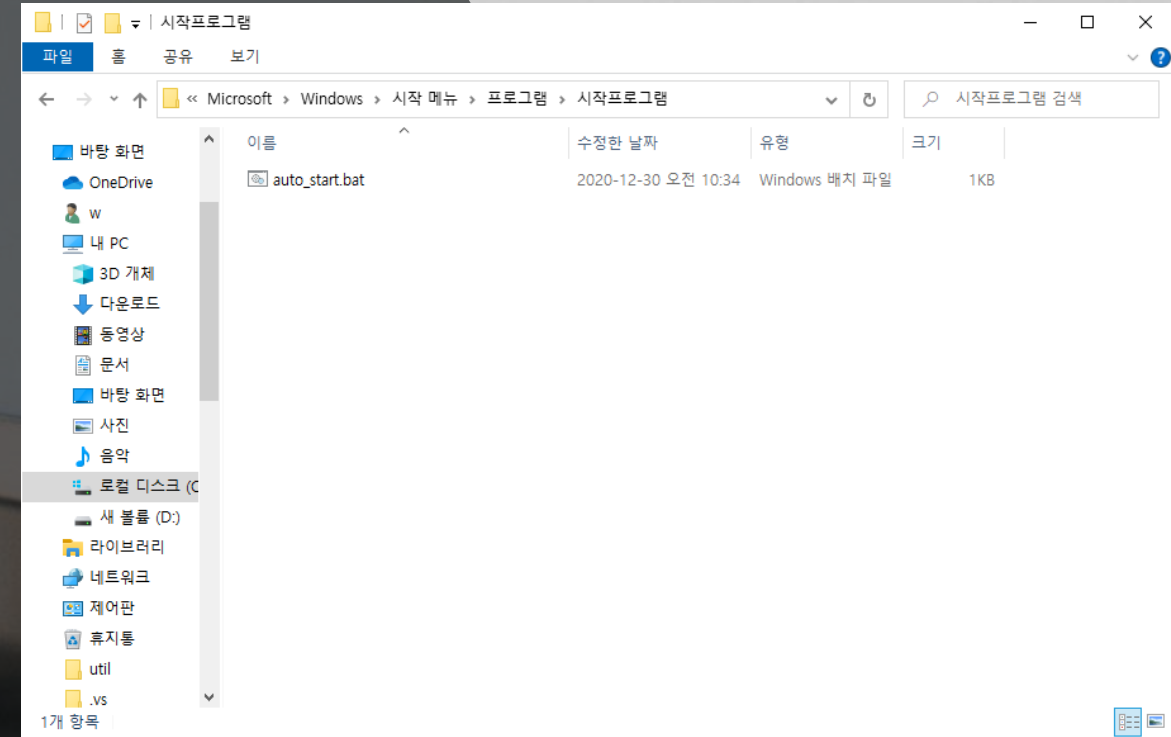 시작프로그램
파일 홈 공유 보기
« Microsoft › Windows › 시작 메뉴 › 프로그램 › 시작프로그램
시작프로그램 검색
이름 수정한 날짜 유형 크기
auto_start.bat 2020-12-30 오전 10:34 Windows 배치 파일 1KB
바탕 화면
OneDrive
w
내 PC
3D 개체
다운로드
동영상
문서
바탕 화면
사진
음악
로컬 디스크 (C
새 볼륨 (D:)
라이브러리
네트워크
제어판
휴지통
util
.vs
1개 항목